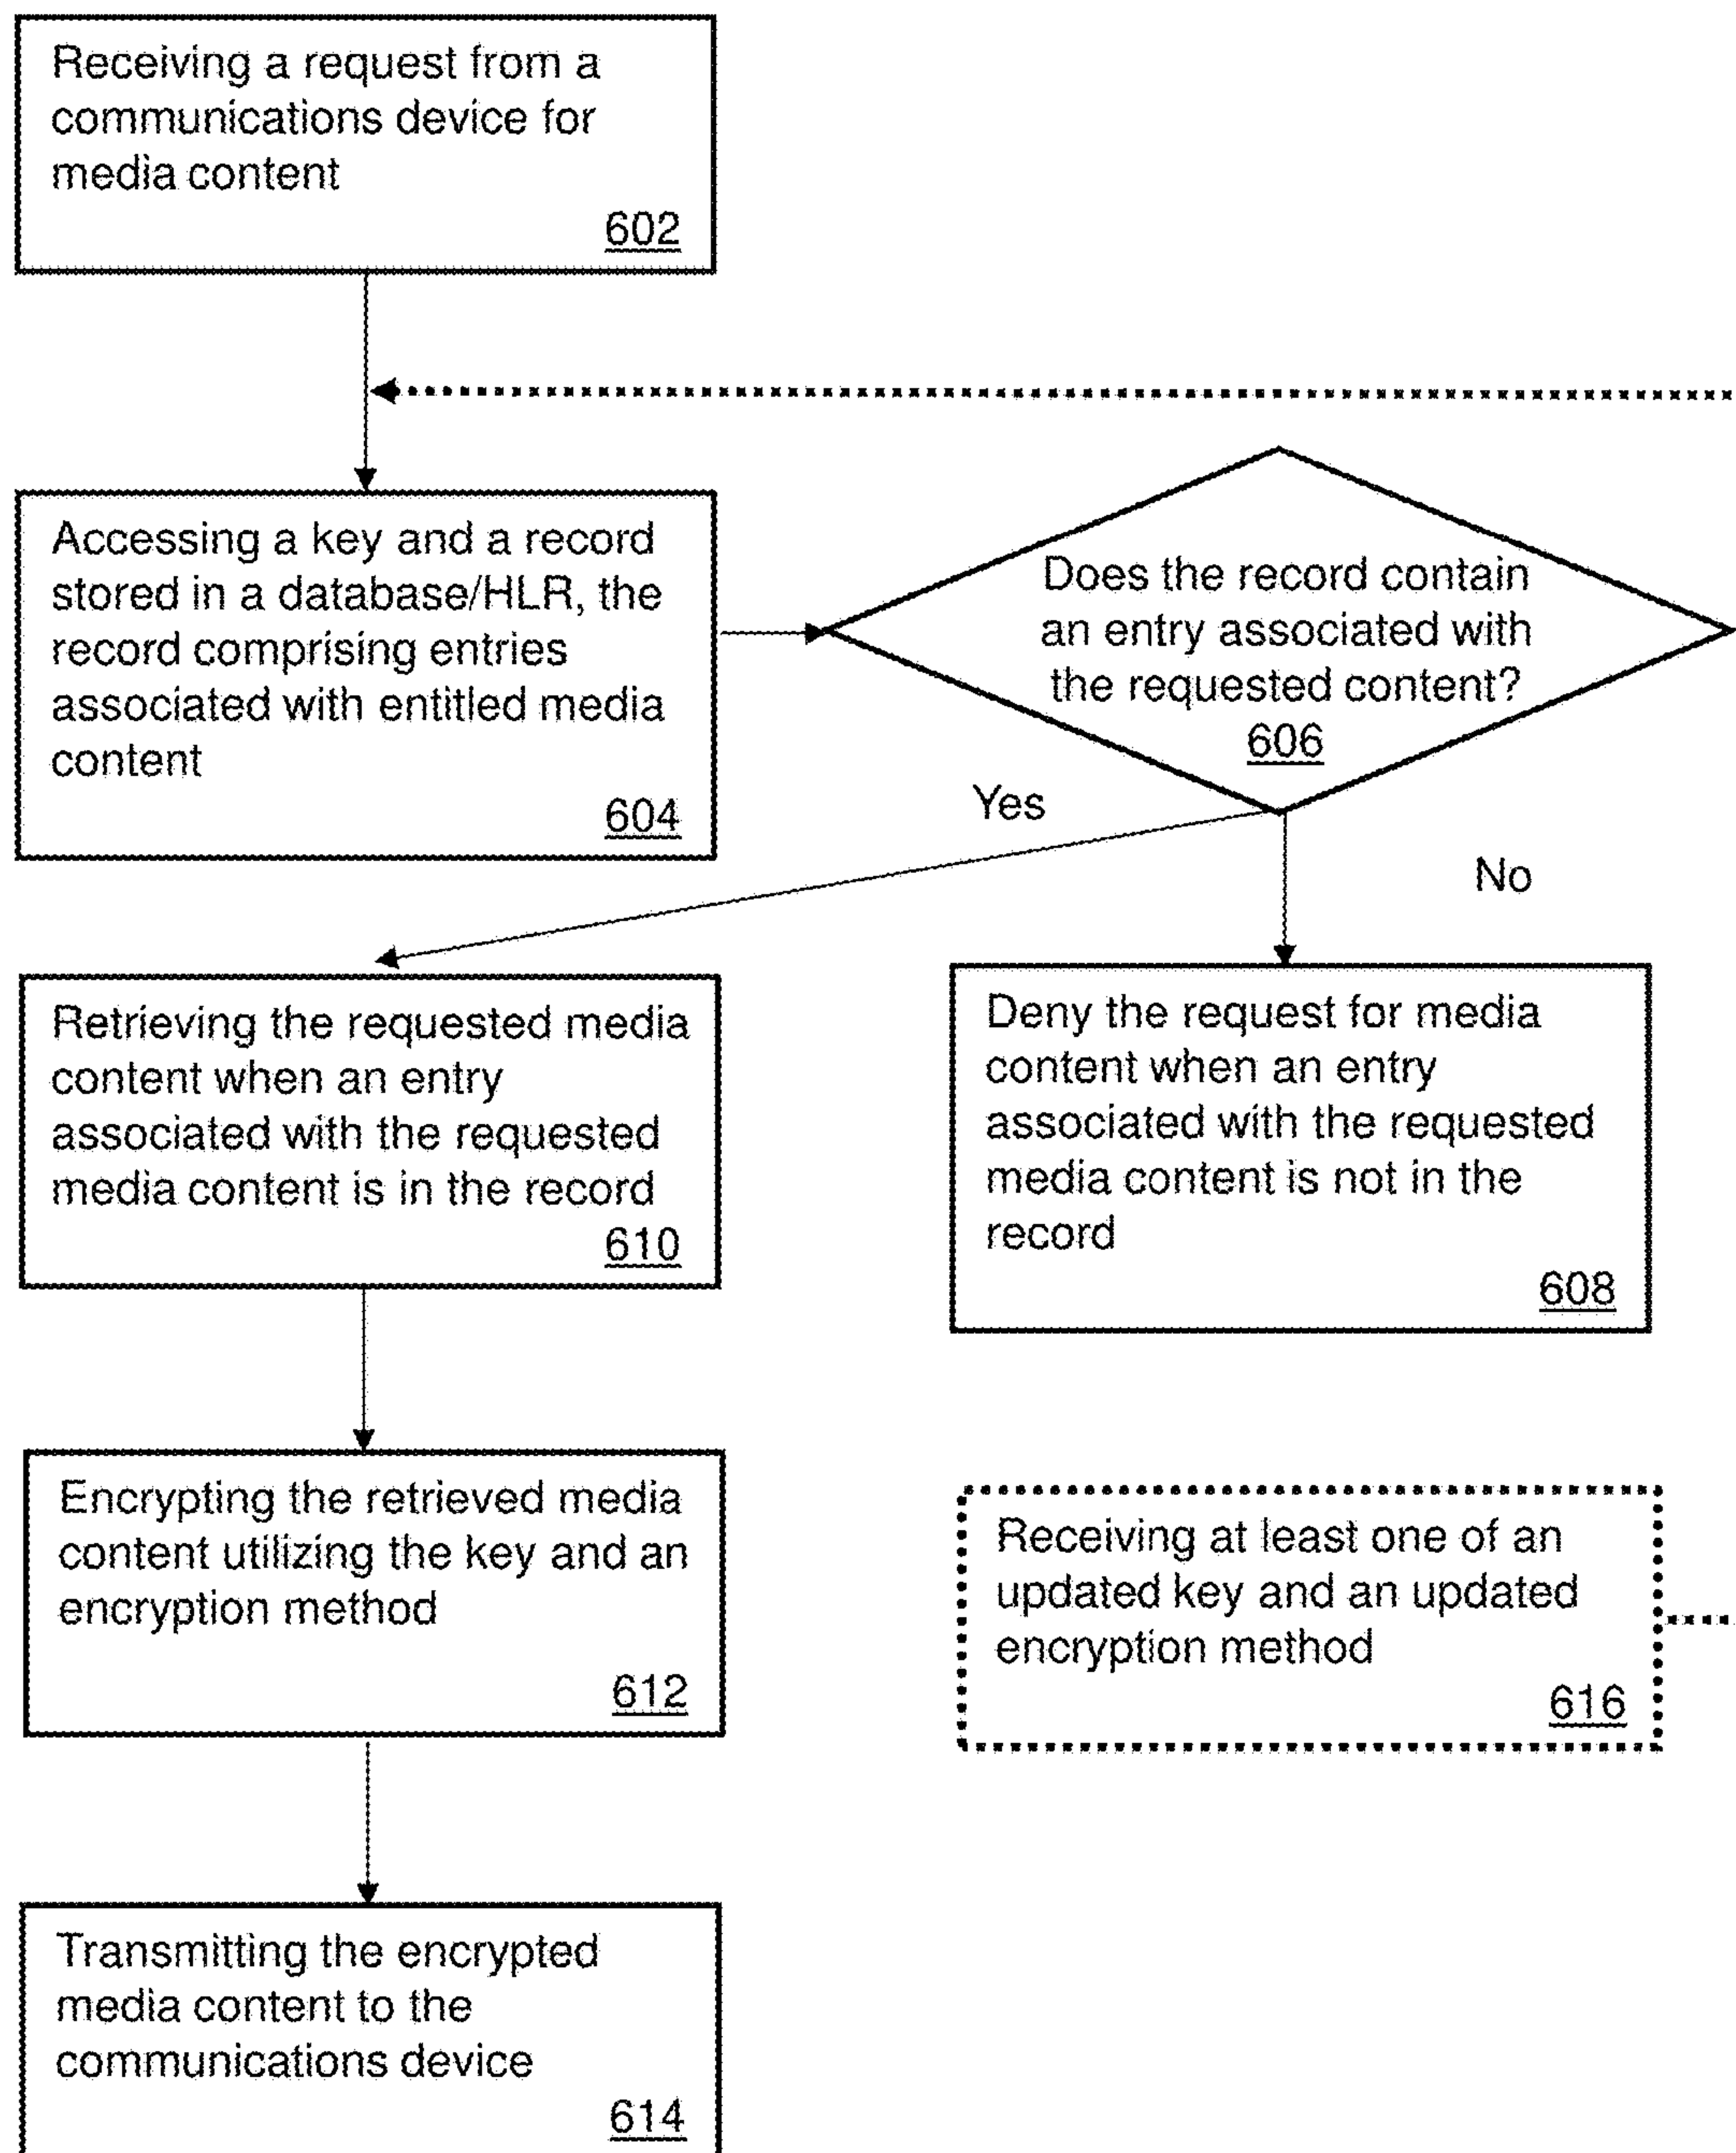 Receiving a request from a
communications device for
media content
602
Accessing a key and a record
stored in a database/HLR, the
record comprising entries
associated with entitled media
content
604
Does the record contain
an entry associated with
the requested content?
606
Yes
No
Retrieving the requested media
content when an entry
associated with the requested
media content is in the record
610
Deny the request for media
content when an entry
associated with the requested
media content is not in the
record
608
Encrypting the retrieved media
content utilizing the key and an
encryption method
612
Receiving at least one of an
updated key and an updated
encryption method
616
Transmitting the encrypted
media content to the
communications device
614